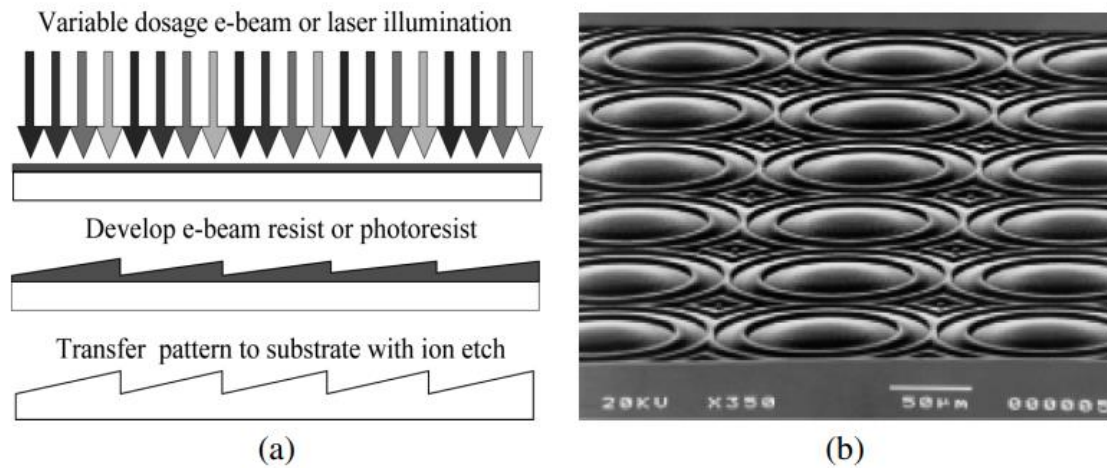 Variable dosage e-beam or laser illumination
Develop e-beam resist or photoresist
Transfer pattern to substrate with ion etch
(a)
20KV X350 50μm 000005
(b)